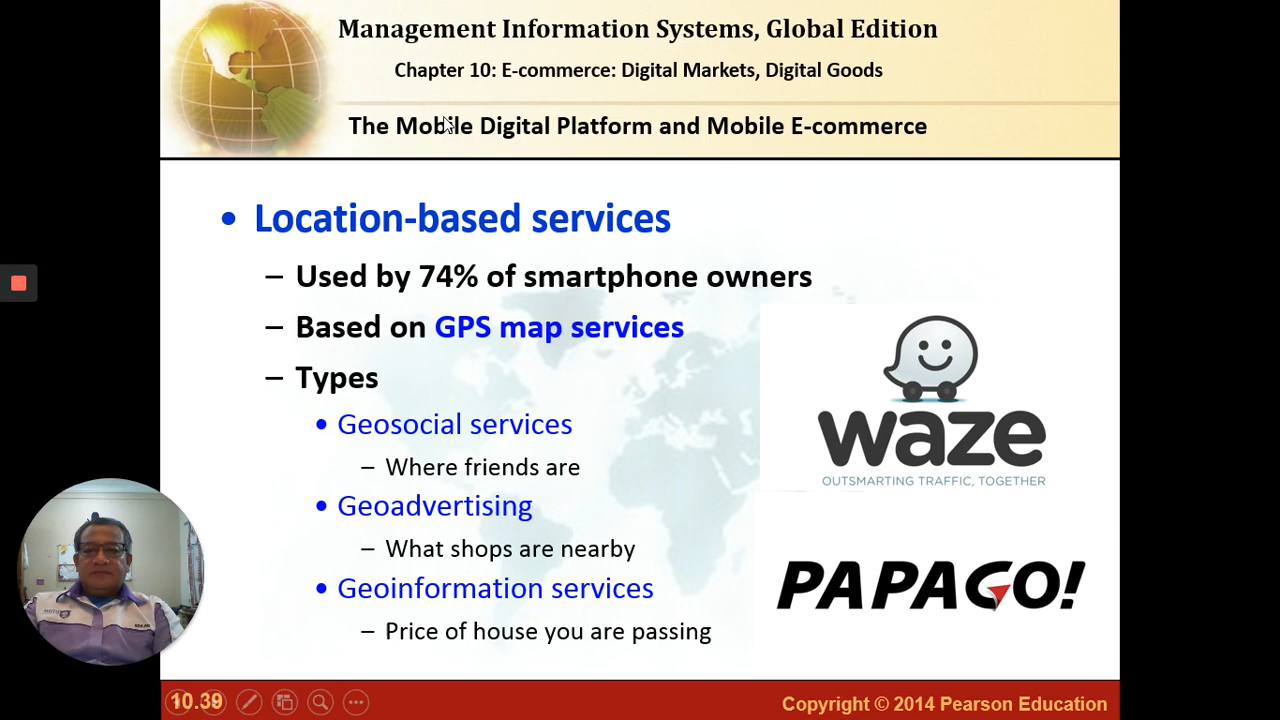 Management Information Systems, Global Edition
Chapter 10: E-commerce: Digital Markets, Digital Goods
The Mobile Digital Platform and Mobile E-commerce
• Location-based services
– Used by 74% of smartphone owners
– Based on GPS map services
– Types
• Geosocial services
– Where friends are
• Geoadvertising
– What shops are nearby
• Geoinformation services
– Price of house you are passing
waze
OUTSMARTING TRAFFIC, TOGETHER
PAPAGO!
10.39
Copyright © 2014 Pearson Education